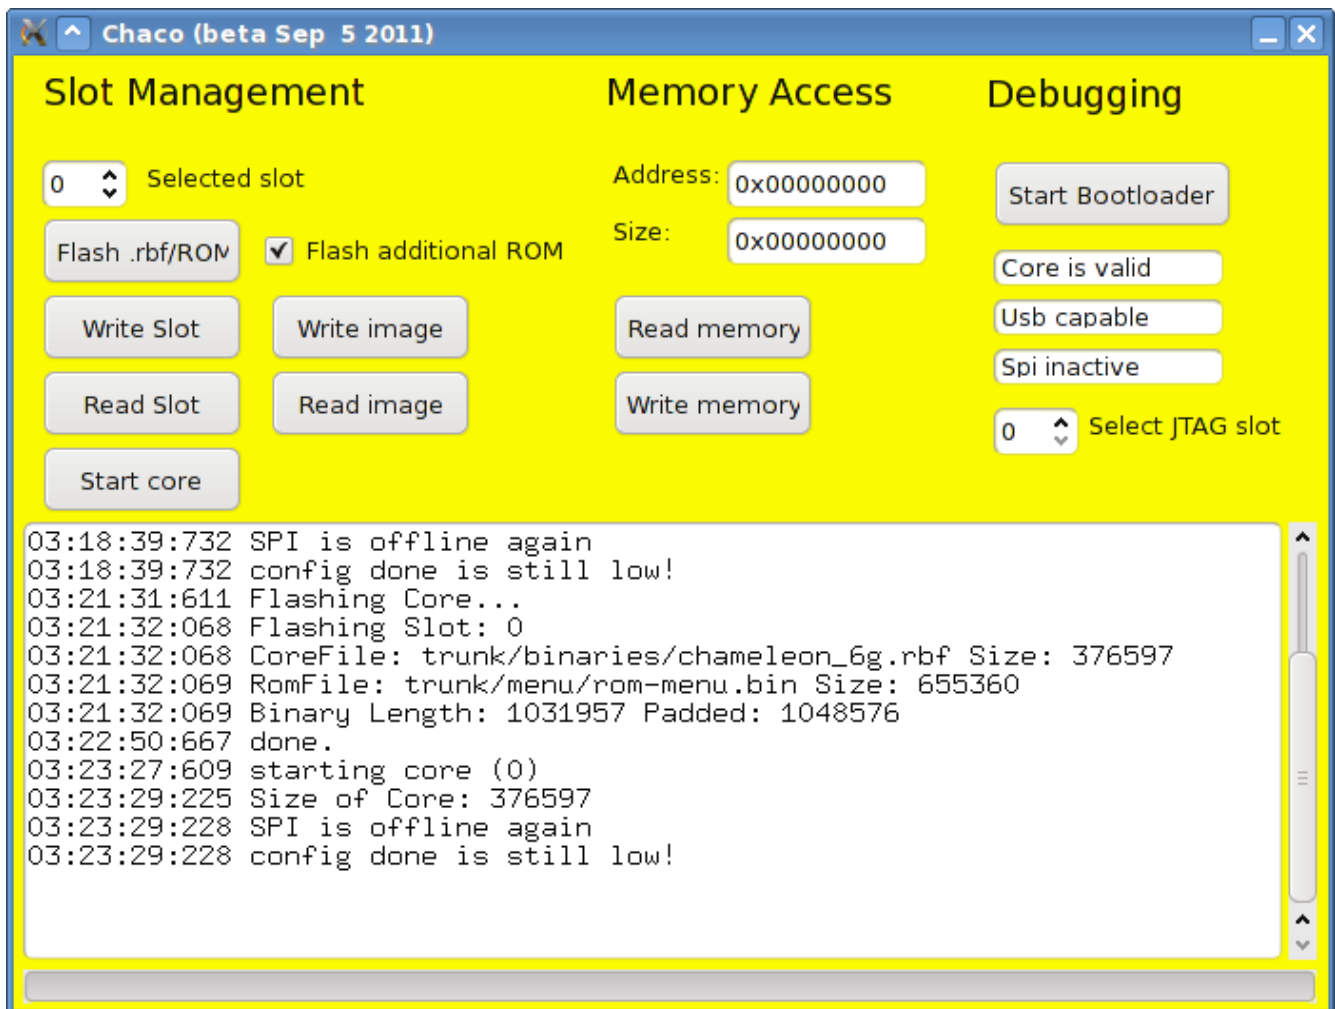 Chaco (beta Sep  5 2011)
Slot Management
Memory Access
Debugging
0
Selected slot
Flash .rbf/ROM
Flash additional ROM
Write Slot
Write image
Read Slot
Read image
Start core
Address:
0x00000000
Size:
0x00000000
Read memory
Write memory
Start Bootloader
Core is valid
Usb capable
Spi inactive
0
Select JTAG slot
03:18:39:732 SPI is offline again
03:18:39:732 config done is still low!
03:21:31:611 Flashing Core...
03:21:32:068 Flashing Slot: 0
03:21:32:068 CoreFile: trunk/binaries/chameleon_6g.rbf Size: 376597
03:21:32:069 RomFile: trunk/menu/rom-menu.bin Size: 655360
03:21:32:069 Binary Length: 1031957 Padded: 1048576
03:22:50:667 done.
03:23:27:609 starting core (0)
03:23:29:225 Size of Core: 376597
03:23:29:228 SPI is offline again
03:23:29:228 config done is still low!